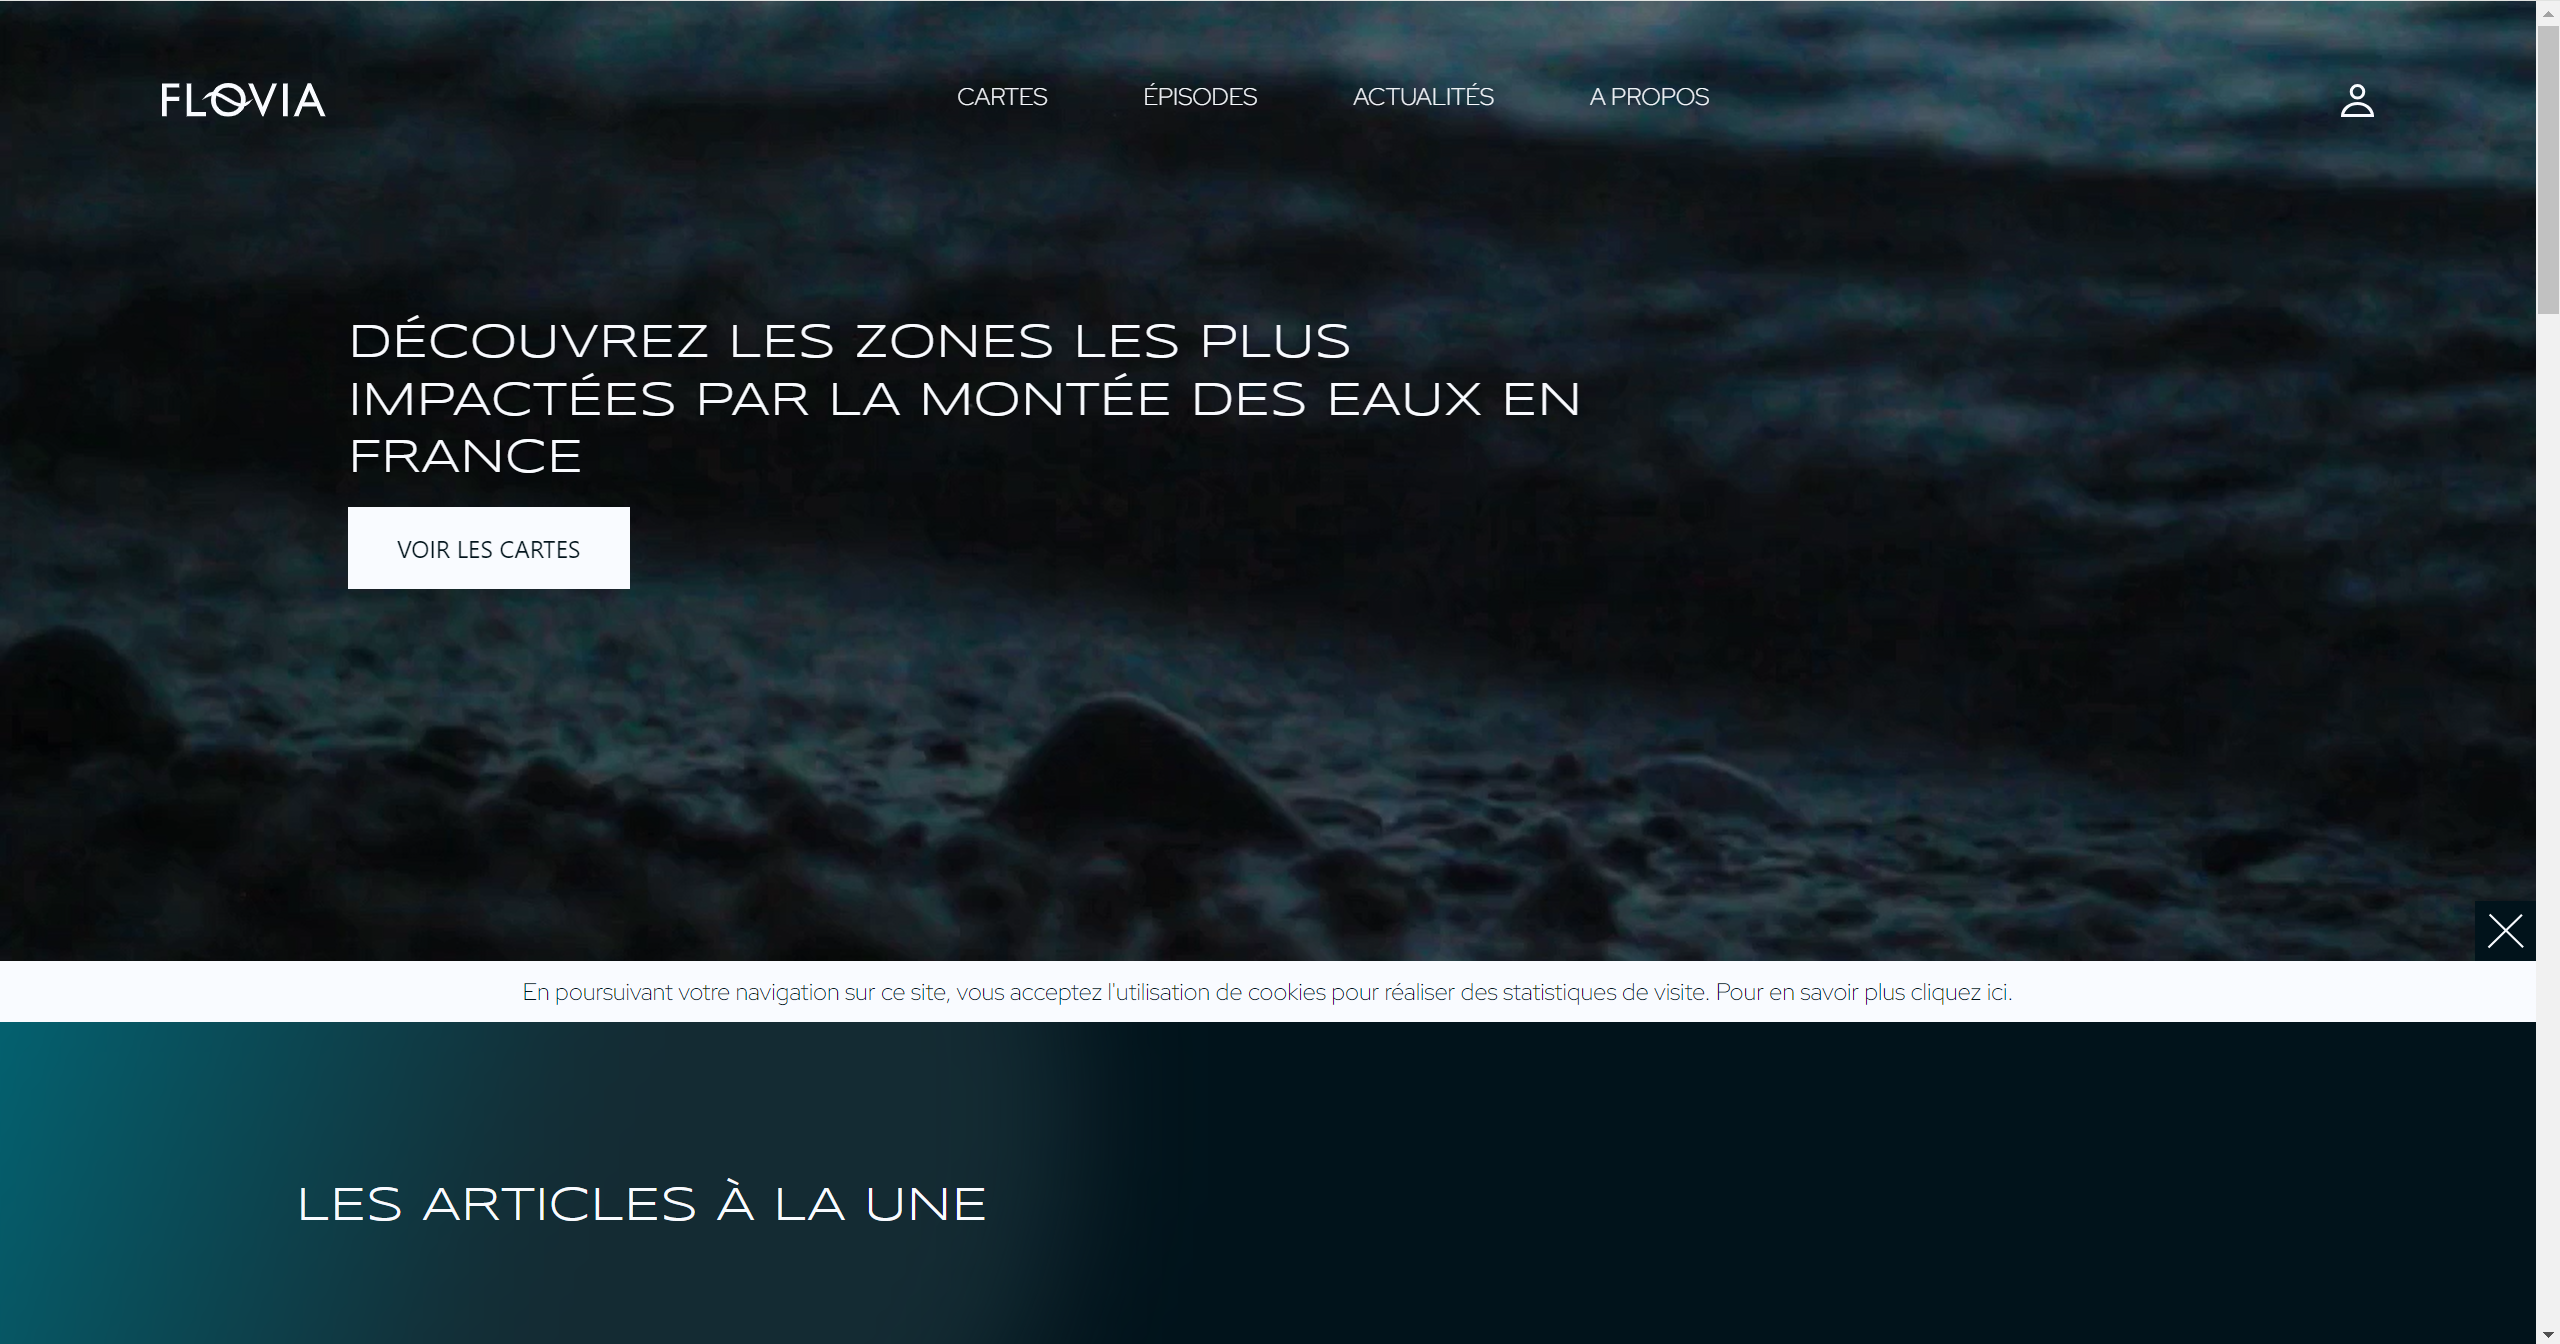 FLOVIA
CARTES
ÉPISODES
ACTUALITÉS
A PROPOS
DÉCOUVREZ LES ZONES LES PLUS
IMPACTÉES PAR LA MONTÉE DES EAUX EN
FRANCE
VOIR LES CARTES
En poursuivant votre navigation sur ce site, vous acceptez l'utilisation de cookies pour réaliser des statistiques de visite. Pour en savoir plus cliquez ici.
LES ARTICLES À LA UNE